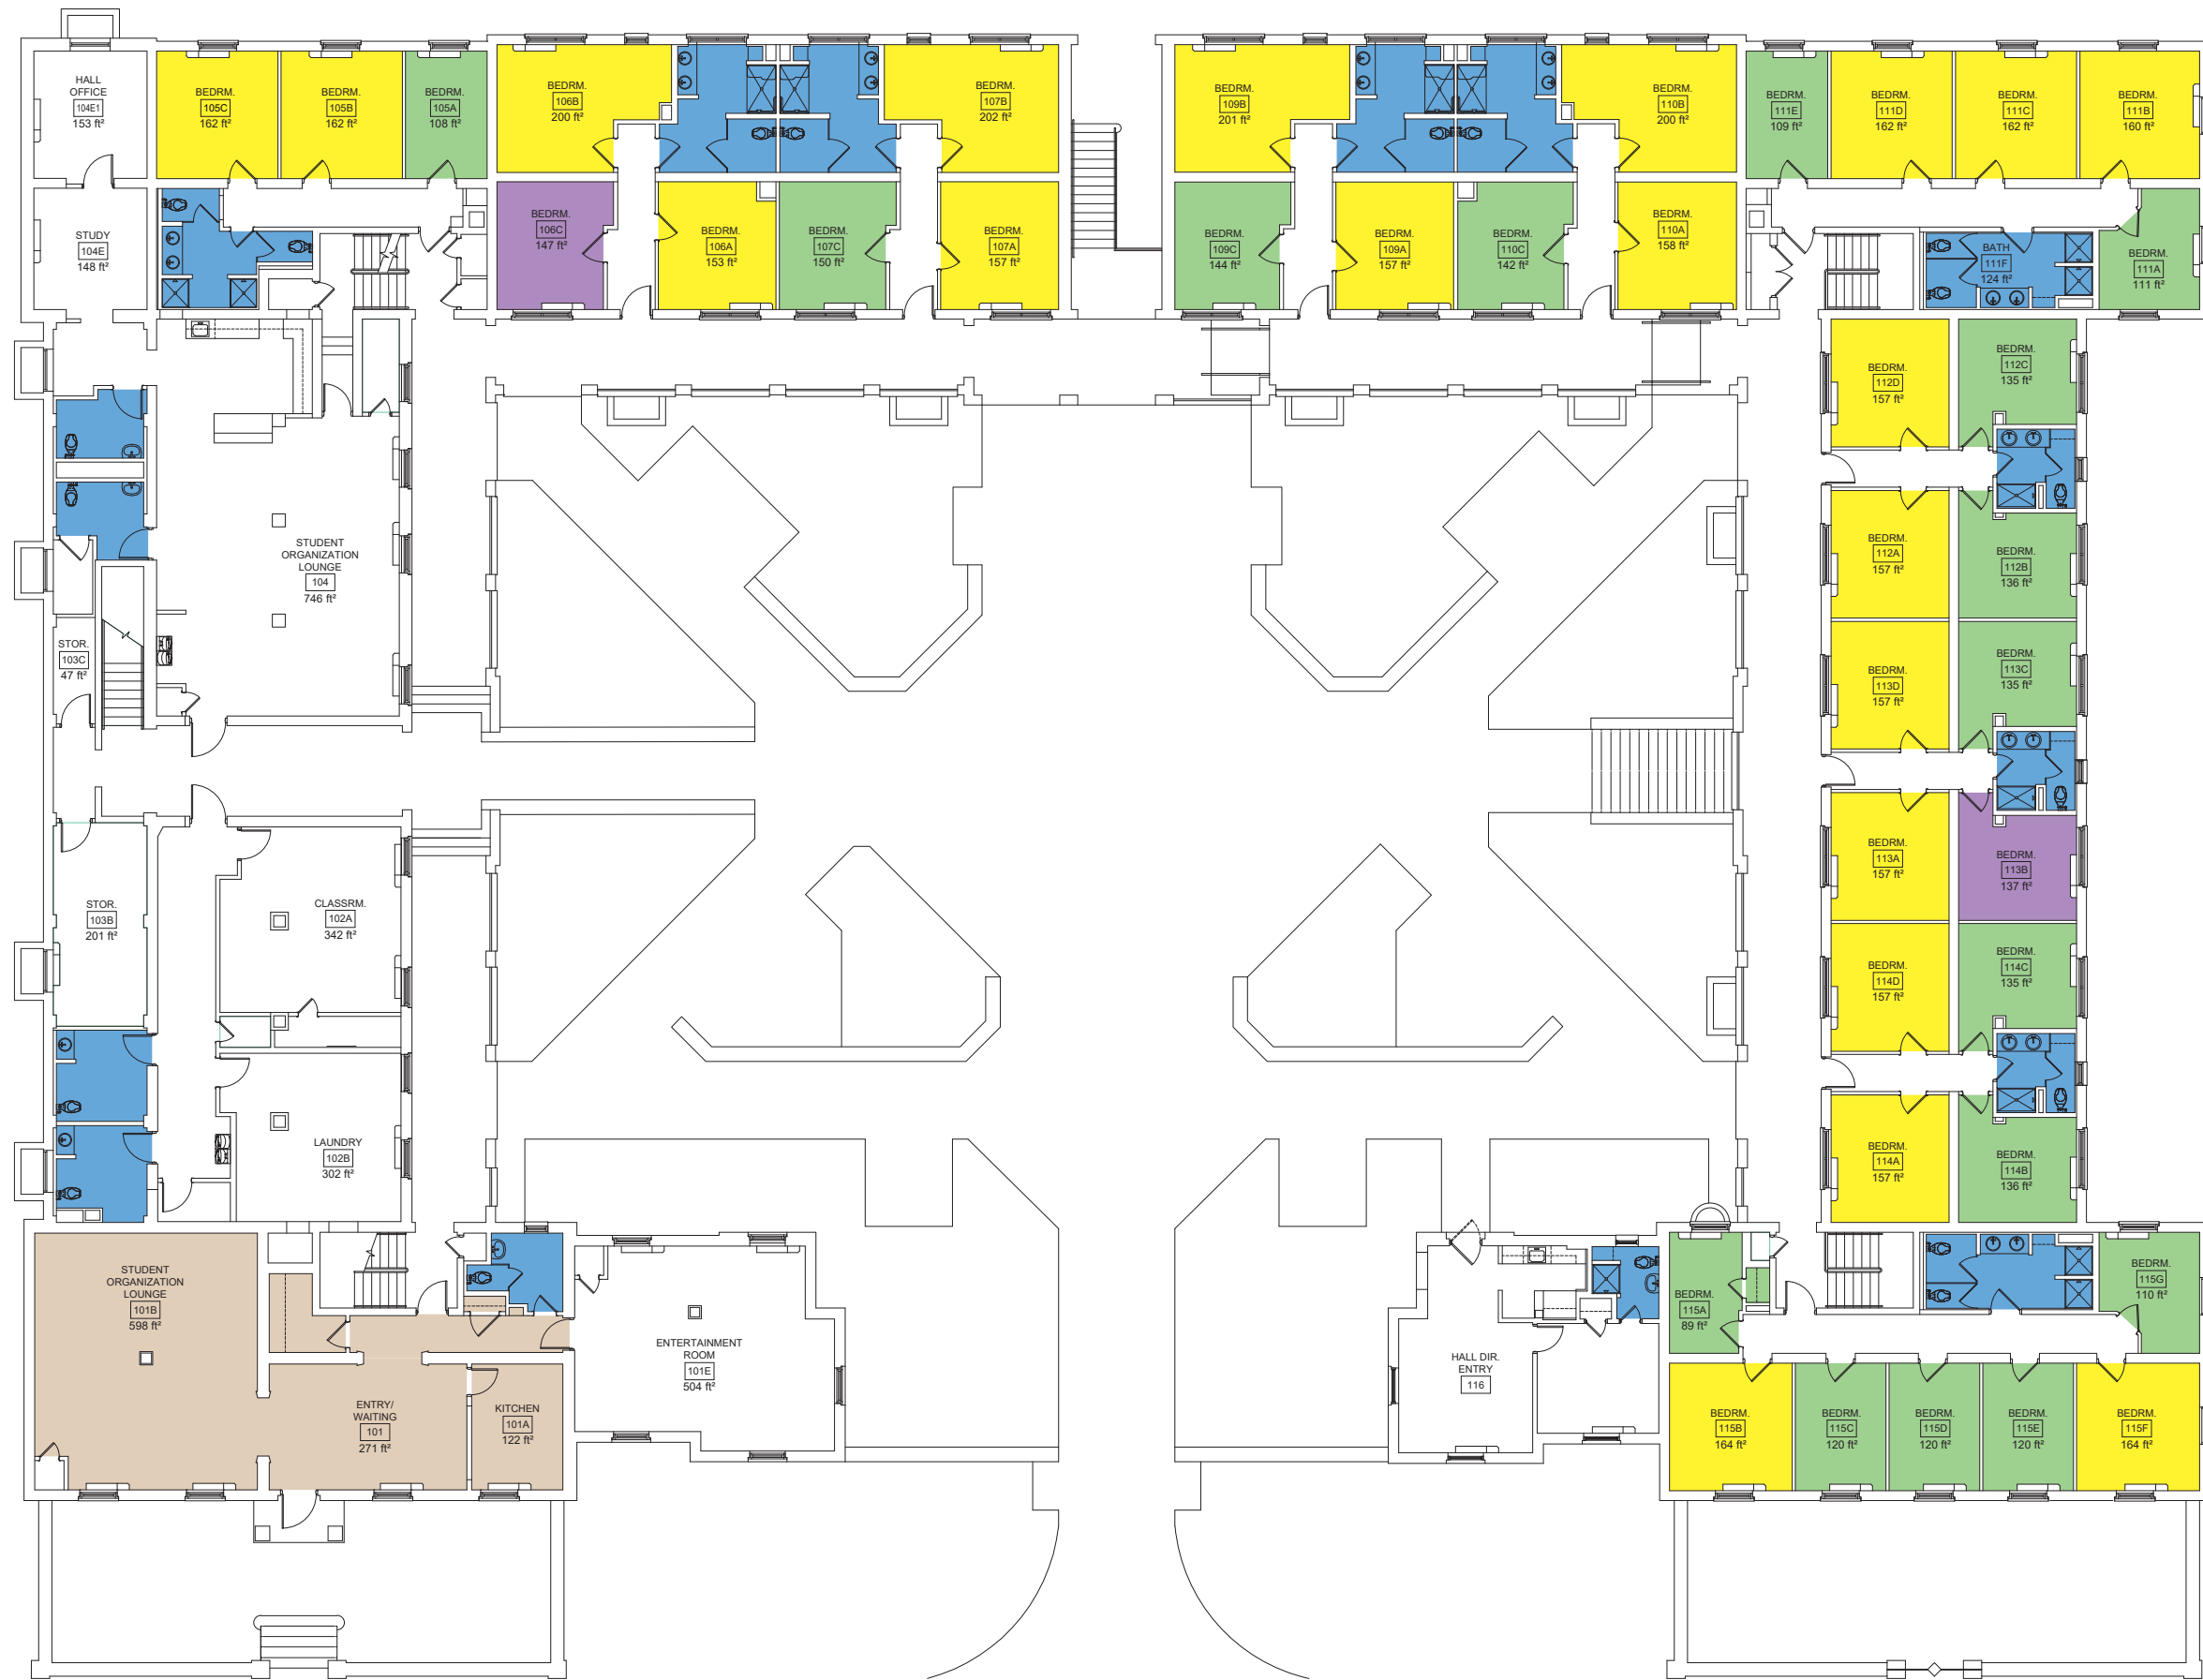 HALL
OFFICE
104E1
153 ft²
BEDRM.
105C
162 ft²
BEDRM.
105B
162 ft²
BEDRM.
105A
108 ft²
BEDRM.
106B
200 ft²
BEDRM.
107B
202 ft²
BEDRM.
109B
201 ft²
BEDRM.
110B
200 ft²
BEDRM.
111E
109 ft²
BEDRM.
111D
162 ft²
BEDRM.
111C
162 ft²
BEDRM.
111B
160 ft²
STUDY
104E
148 ft²
BEDRM.
106C
147 ft²
BEDRM.
106A
153 ft²
BEDRM.
107C
150 ft²
BEDRM.
107A
157 ft²
BEDRM.
109C
144 ft²
BEDRM.
109A
157 ft²
BEDRM.
110C
142 ft²
BEDRM.
110A
158 ft²
BATH
111F
124 ft²
BEDRM.
111A
111 ft²
BEDRM.
112D
157 ft²
BEDRM.
112C
135 ft²
STUDENT
ORGANIZATION
LOUNGE
104
746 ft²
BEDRM.
112A
157 ft²
BEDRM.
112B
136 ft²
STOR.
103C
47 ft²
BEDRM.
113D
157 ft²
BEDRM.
113C
135 ft²
STOR.
103B
201 ft²
CLASSRM.
102A
342 ft²
BEDRM.
113A
157 ft²
BEDRM.
113B
137 ft²
BEDRM.
114D
157 ft²
BEDRM.
114C
135 ft²
LAUNDRY
102B
302 ft²
BEDRM.
114A
157 ft²
BEDRM.
114B
136 ft²
STUDENT
ORGANIZATION
LOUNGE
101B
598 ft²
ENTERTAINMENT
ROOM
101E
504 ft²
HALL DIR.
ENTRY
116
BEDRM.
115A
89 ft²
BEDRM.
115G
110 ft²
ENTRY/
WAITING
101
271 ft²
KITCHEN
101A
122 ft²
BEDRM.
115B
164 ft²
BEDRM.
115C
120 ft²
BEDRM.
115D
120 ft²
BEDRM.
115E
120 ft²
BEDRM.
115F
164 ft²